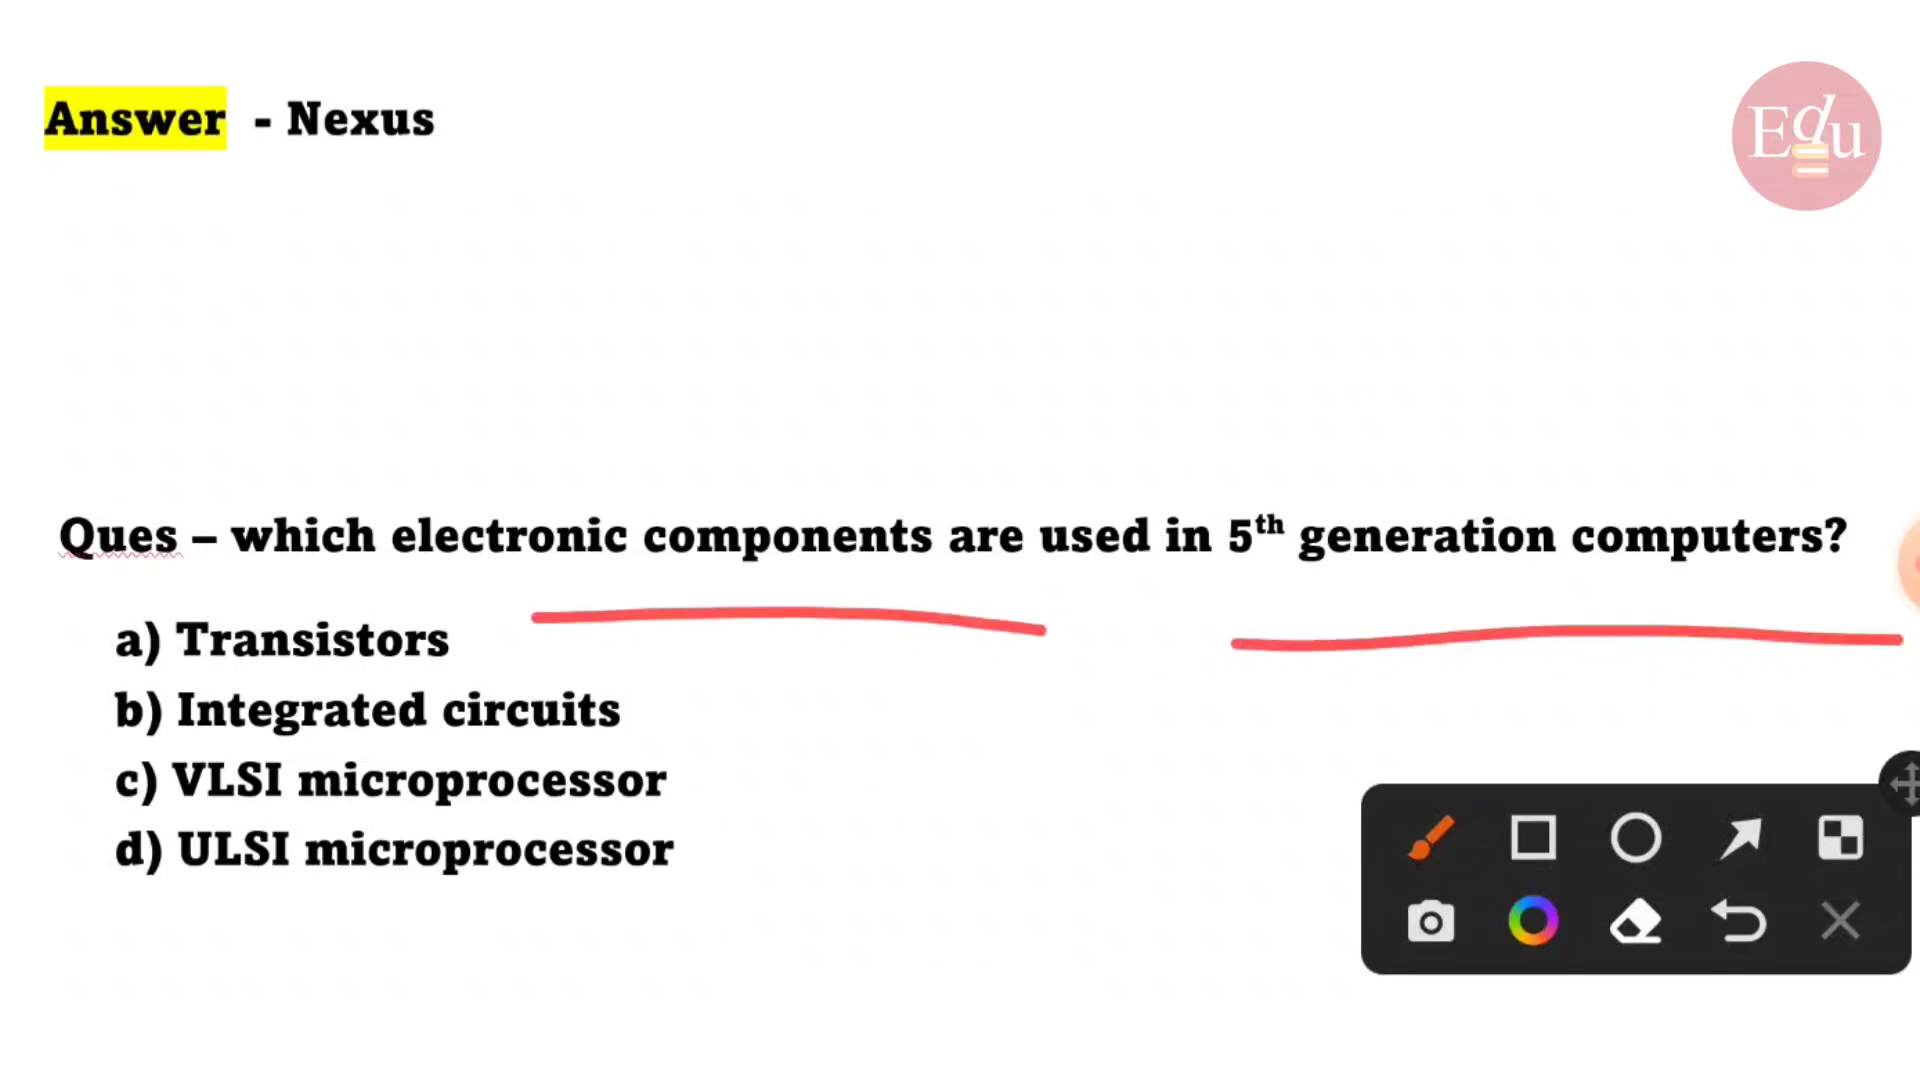 Answer - Nexus
Edu
Ques – which electronic components are used in 5th generation computers?
a) Transistors
b) Integrated circuits
c) VLSI microprocessor
d) ULSI microprocessor